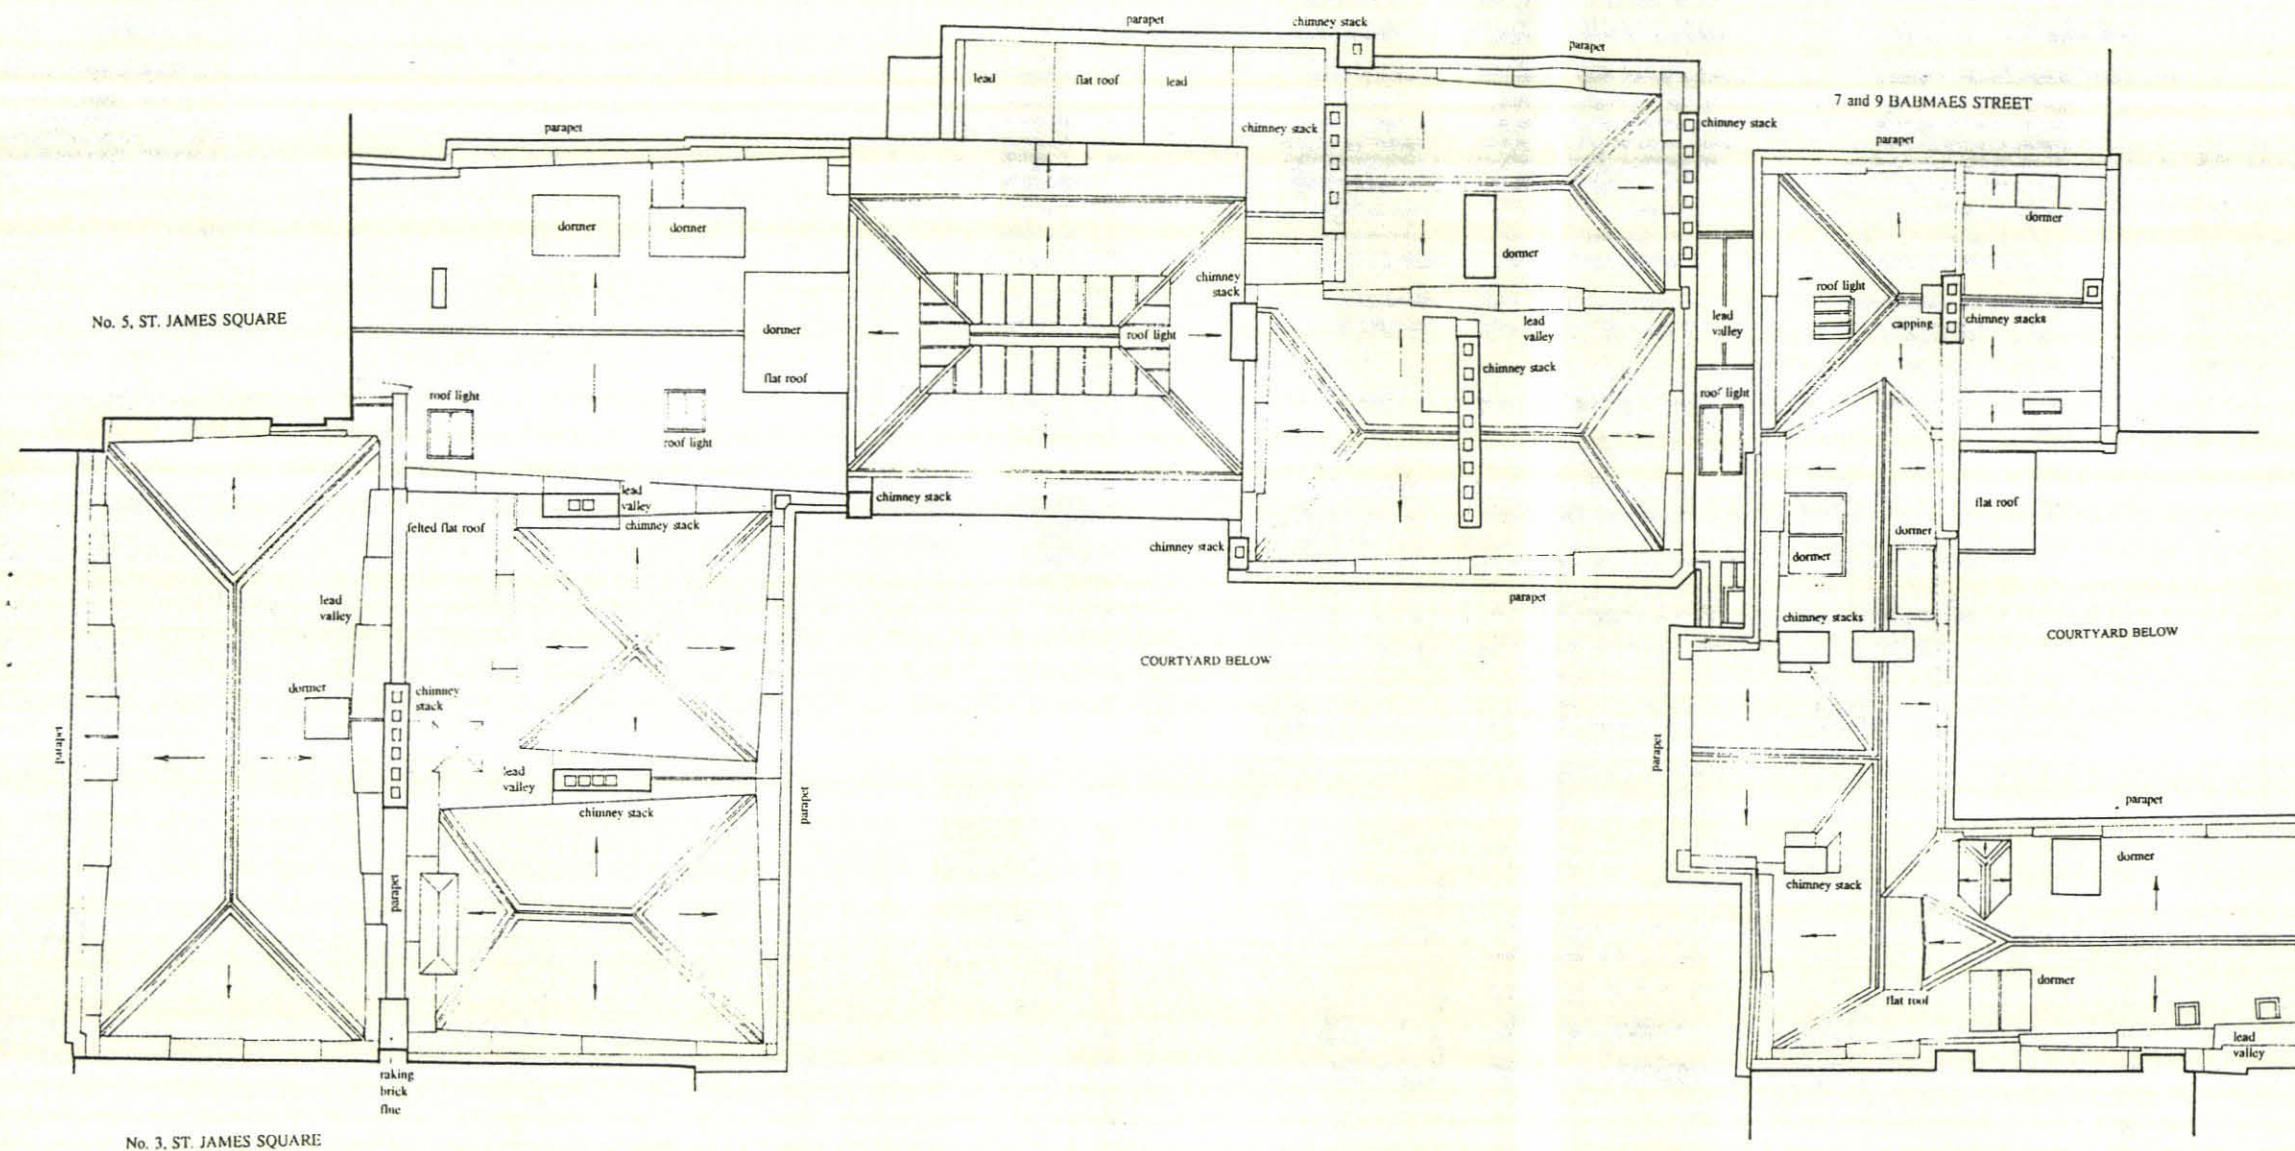 parapet
chimney stack
parapet
lead
flat roof
lead
7 and 9 BABMAES STREET
parapet
chimney stack
chimney stack
parapet
dormer
dormer
dormer
dormer
chimney
stack
roof light
No. 5, ST. JAMES SQUARE
dormer
roof light
lead
valley
lead
valley
capping
chimney stacks
flat roof
chimney stack
roof light
roof light
roof light
lead
valley
chimney stack
felted flat roof
chimney stack
flat roof
dormer
chimney stack
dormer
parapet
lead
valley
chimney stacks
COURTYARD BELOW
COURTYARD BELOW
dormer
chimney
stack
parapet
parapet
lead
valley
chimney stack
parapet
parapet
dormer
chimney stack
parapet
dormer
flat roof
lead
valley
raking
brick
flue
No. 3, ST. JAMES SQUARE